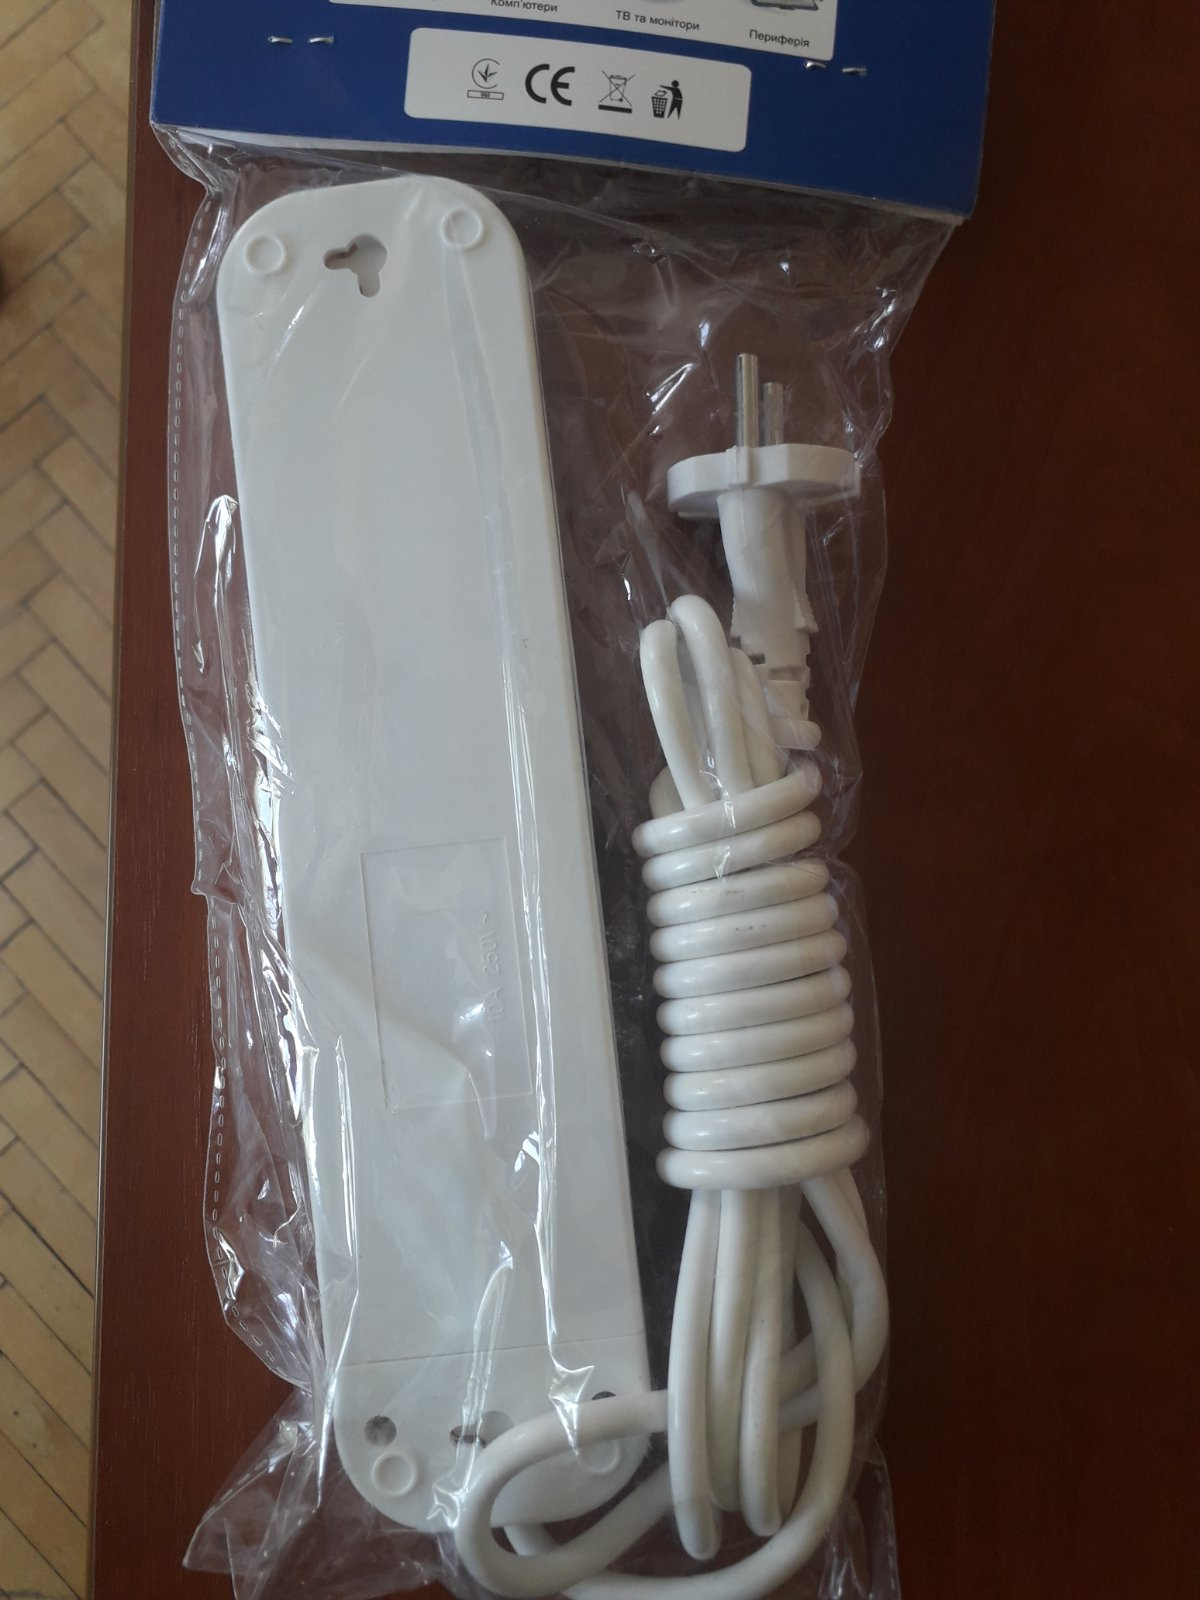 Комп'ютери
ТВ та монітори
Периферія
CE
10A 250V ~